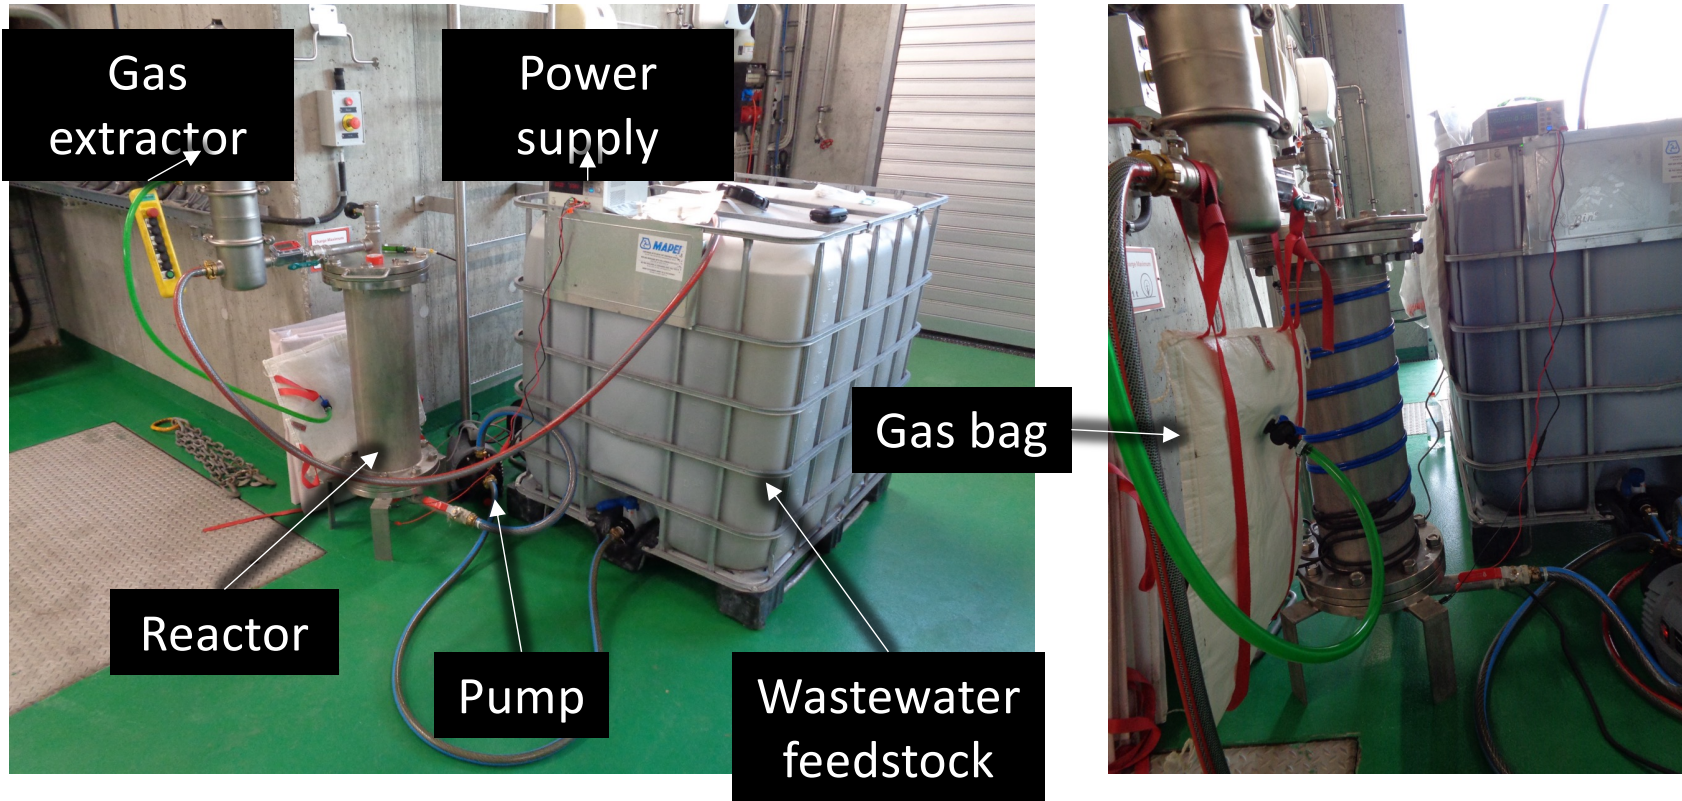 Gas
extractor
Power
supply
MAPEI
Gas bag
Reactor
Pump
Wastewater
feedstock